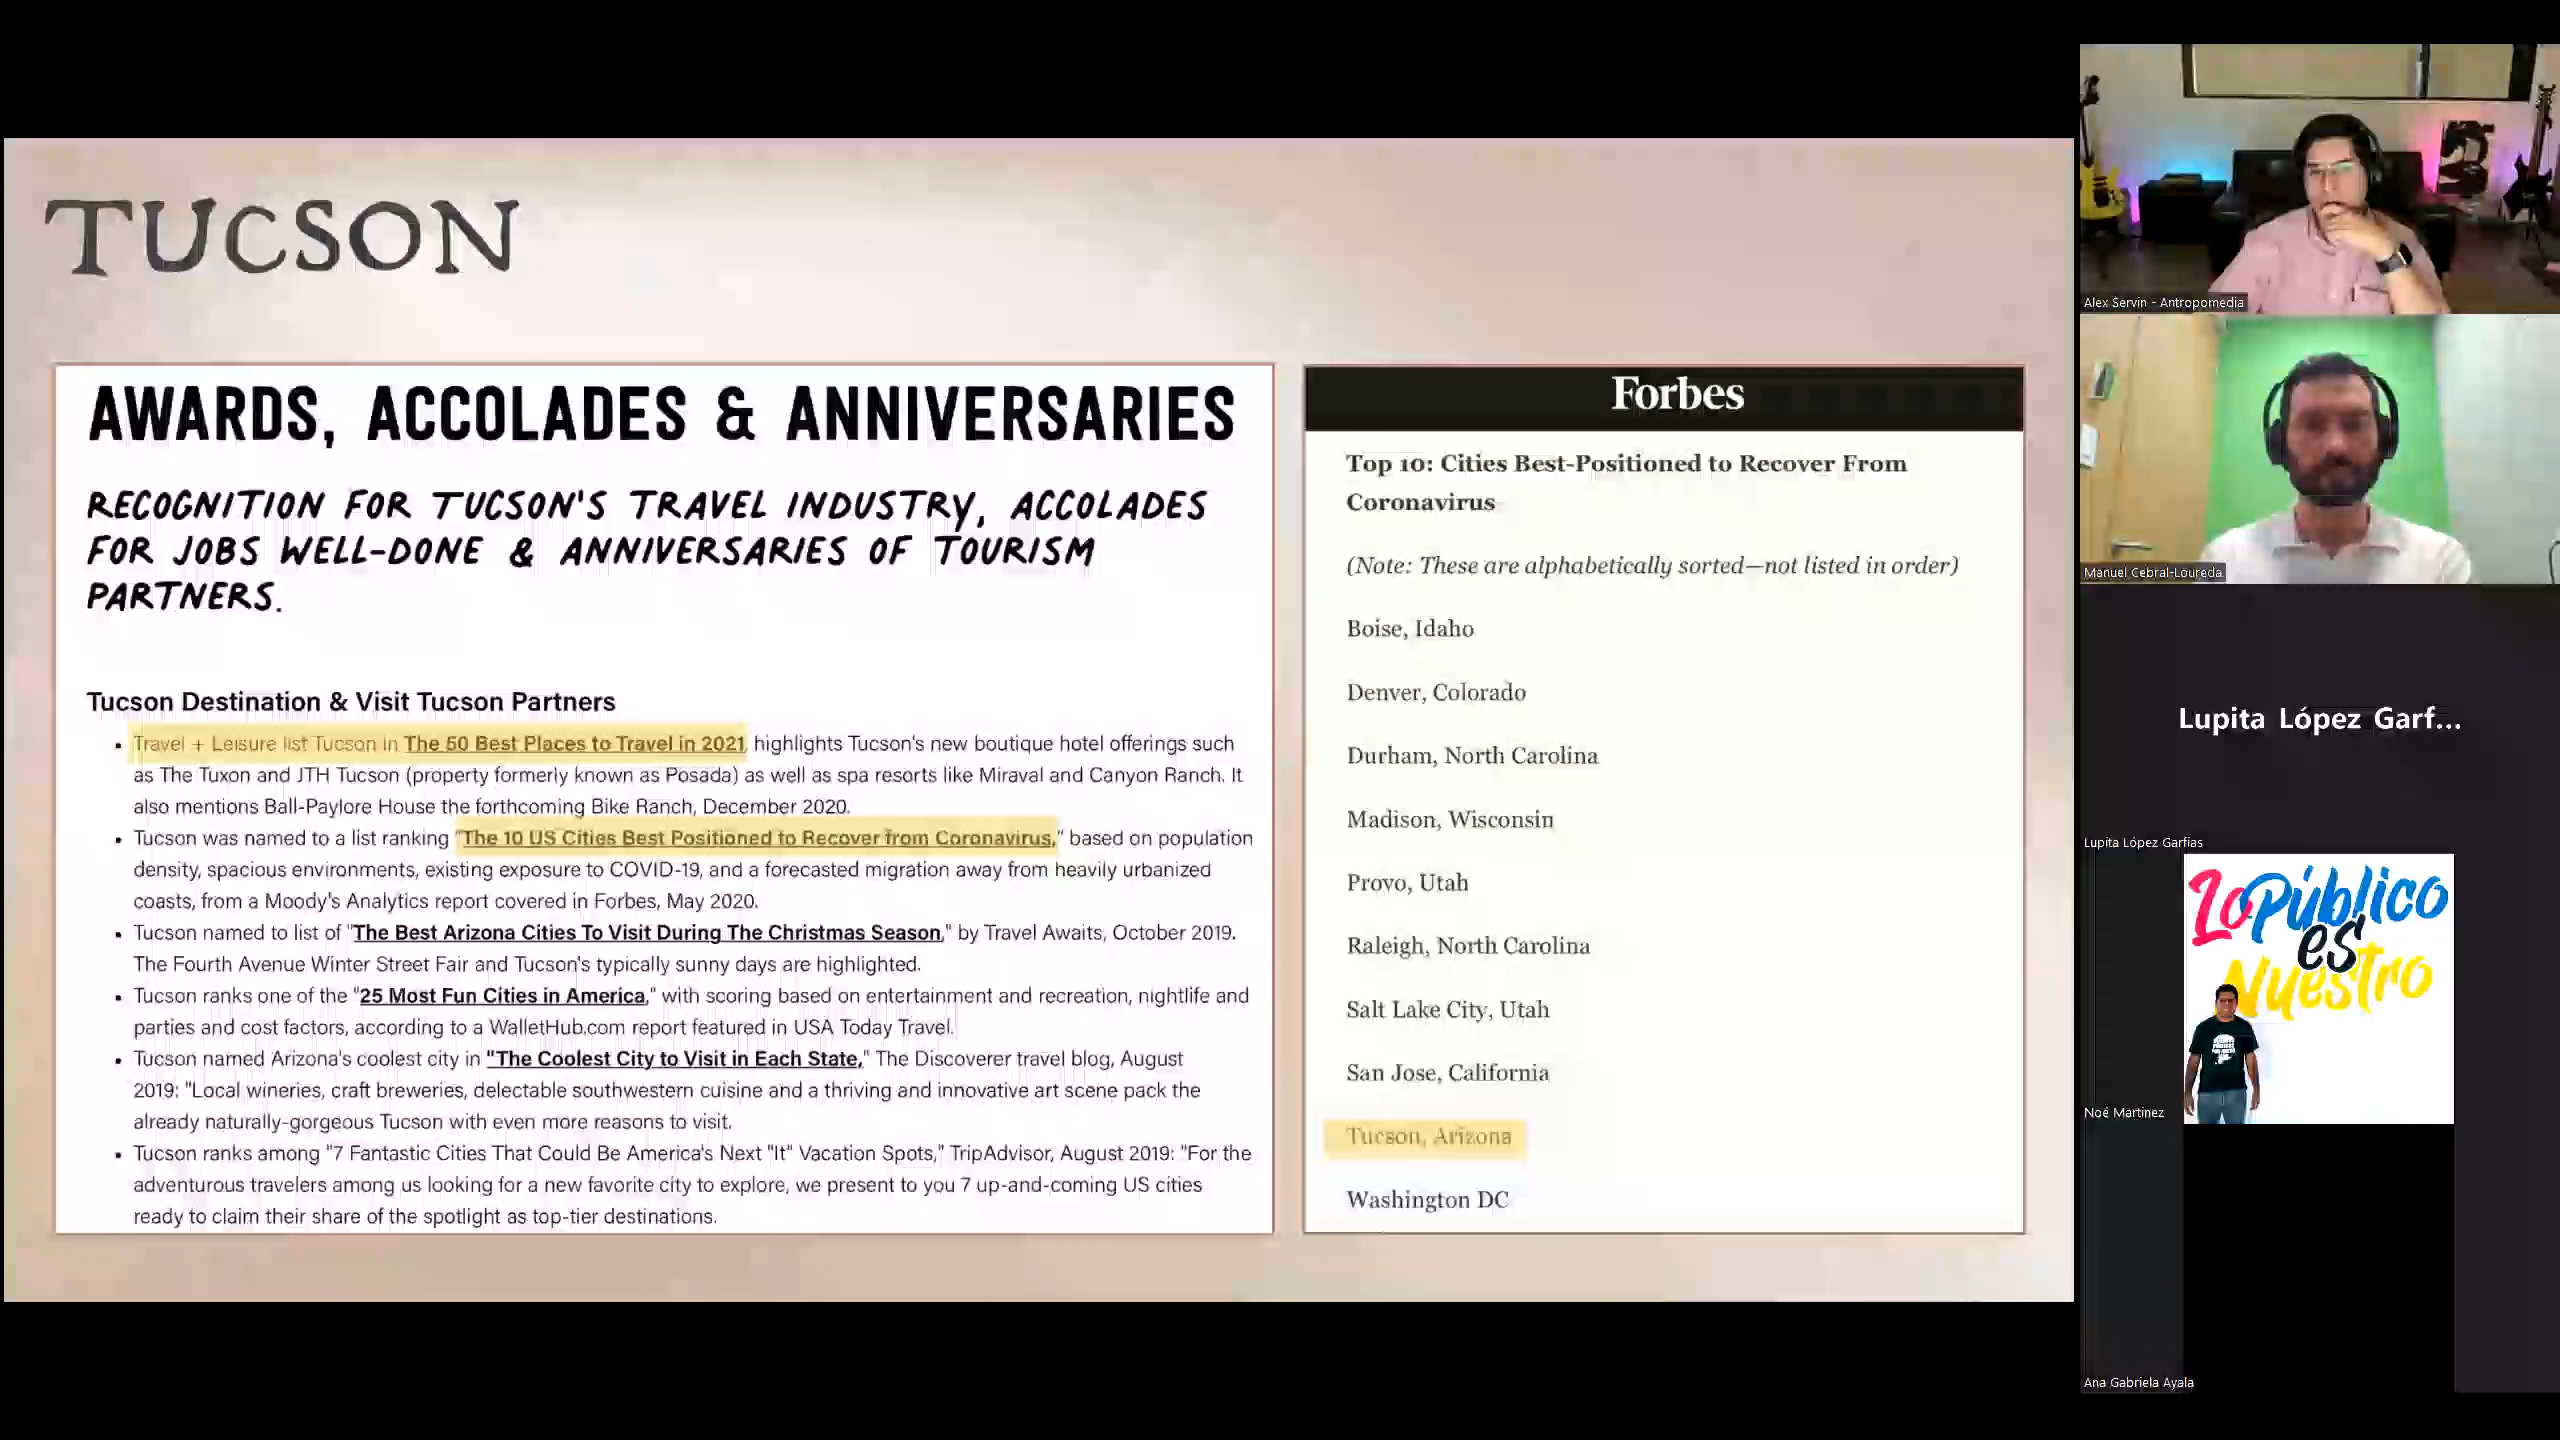 TUCSON
AWARDS, ACCOLADES & ANNIVERSARIES
RECOGNITION FOR TUCSON'S TRAVEL INDUSTRY, ACCOLADES
FOR JOBS WELL-DONE & ANNIVERSARIES OF TOURISM
PARTNERS.
Tucson Destination & Visit Tucson Partners
• Travel + Leisure list Tucson in The 50 Best Places to Travel in 2021, highlights Tucson's new boutique hotel offerings such
as The Tuxon and JTH Tucson (property formerly known as Posada) as well as spa resorts like Miraval and Canyon Ranch. It
also mentions Ball-Paylore House the forthcoming Bike Ranch, December 2020.
• Tucson was named to a list ranking "The 10 US Cities Best Positioned to Recover from Coronavirus," based on population
density, spacious environments, existing exposure to COVID-19, and a forecasted migration away from heavily urbanized
coasts, from a Moody's Analytics report covered in Forbes, May 2020.
• Tucson named to list of "The Best Arizona Cities To Visit During The Christmas Season," by Travel Awaits, October 2019.
The Fourth Avenue Winter Street Fair and Tucson's typically sunny days are highlighted.
• Tucson ranks one of the "25 Most Fun Cities in America," with scoring based on entertainment and recreation, nightlife and
parties and cost factors, according to a WalletHub.com report featured in USA Today Travel.
• Tucson named Arizona's coolest city in "The Coolest City to Visit in Each State," The Discoverer travel blog, August
2019: "Local wineries, craft breweries, delectable southwestern cuisine and a thriving and innovative art scene pack the
already naturally-gorgeous Tucson with even more reasons to visit.
• Tucson ranks among "7 Fantastic Cities That Could Be America's Next "It" Vacation Spots," TripAdvisor, August 2019: "For the
adventurous travelers among us looking for a new favorite city to explore, we present to you 7 up-and-coming US cities
ready to claim their share of the spotlight as top-tier destinations.
Forbes
Top 10: Cities Best-Positioned to Recover From
Coronavirus
(Note: These are alphabetically sorted—not listed in order)
Boise, Idaho
Denver, Colorado
Durham, North Carolina
Madison, Wisconsin
Provo, Utah
Raleigh, North Carolina
Salt Lake City, Utah
San Jose, California
Tucson, Arizona
Washington DC
Alex Servin - Antropomedia
Manuel Cebral-Loureda
Lupita López Garf...
Lupita López Garfias
Lo Público
es
Nuestro
Noé Martínez
Ana Gabriela Ayala